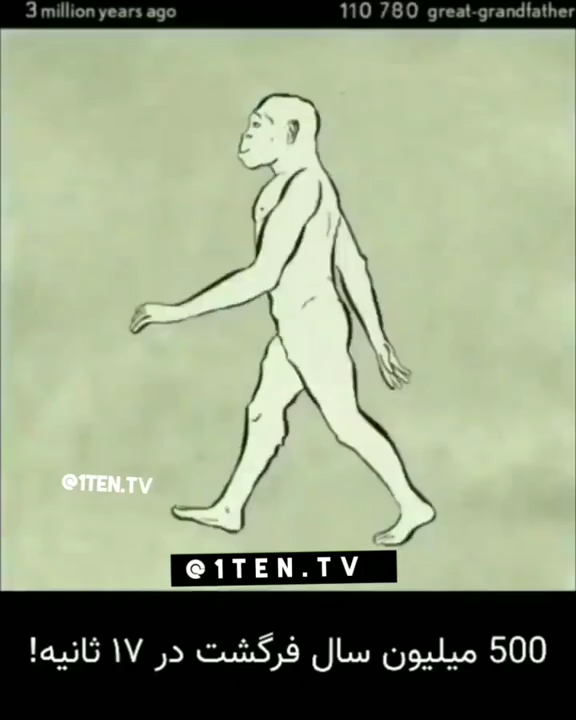 3 million years ago
110 780 great-grandfather
@1TEN.TV
@1TEN.TV
500 میلیون سال فرگشت در ۱۷ ثانیه!